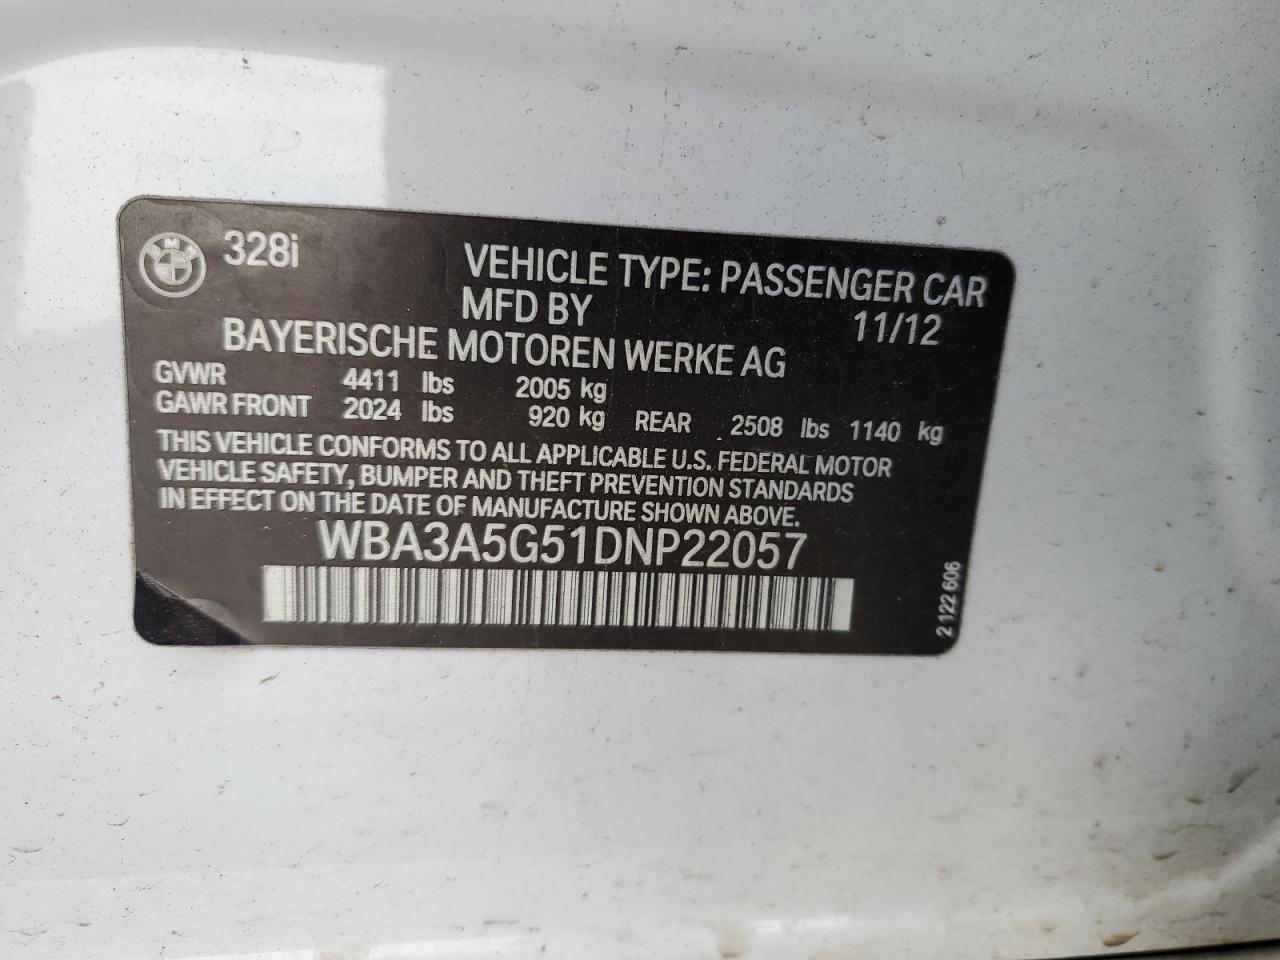 BMW 328i
VEHICLE TYPE: PASSENGER CAR
MFD BY 11/12
BAYERISCHE MOTOREN WERKE AG
GVWR 4411 lbs 2005 kg
GAWR FRONT 2024 lbs 920 kg REAR 2508 lbs 1140 kg
THIS VEHICLE CONFORMS TO ALL APPLICABLE U.S. FEDERAL MOTOR
VEHICLE SAFETY, BUMPER AND THEFT PREVENTION STANDARDS
IN EFFECT ON THE DATE OF MANUFACTURE SHOWN ABOVE.
WBA3A5G51DNP22057
2 122 606